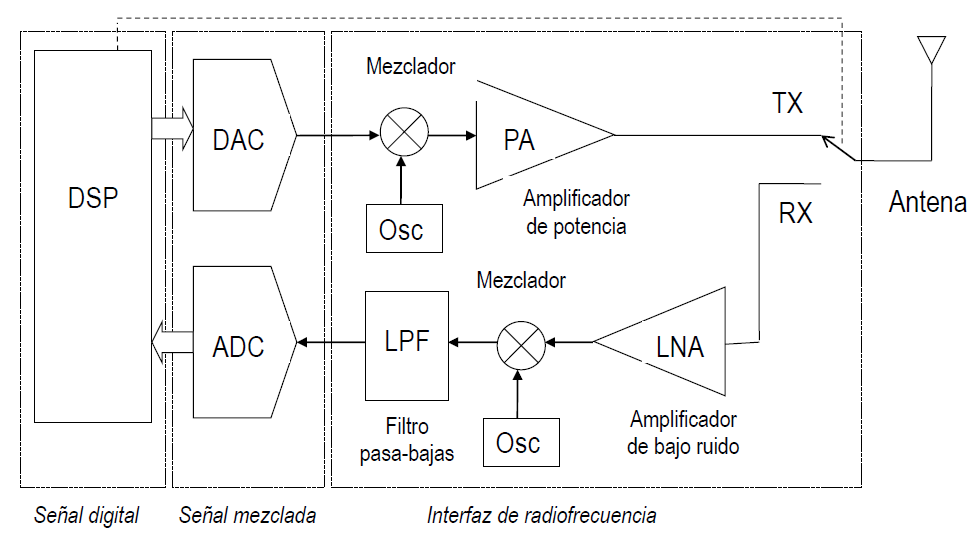 Mezclador
TX
DAC
PA
DSP
Antena
Amplificador
de potencia
RX
Osc
Mezclador
ADC
LPF
LNA
Filtro
pasa-bajas
Osc
Amplificador
de bajo ruido
Señal digital
Señal mezclada
Interfaz de radiofrecuencia